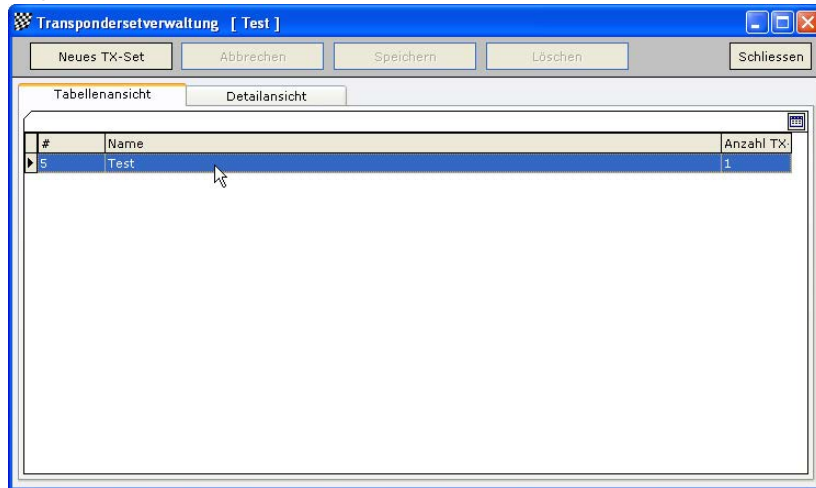 Transpondersetverwaltung [ Test ]
Neues TX-Set Abbrechen Speichern Löschen Schliessen
Tabellenansicht Detailansicht
# Name Anzahl TX-
5 Test 1